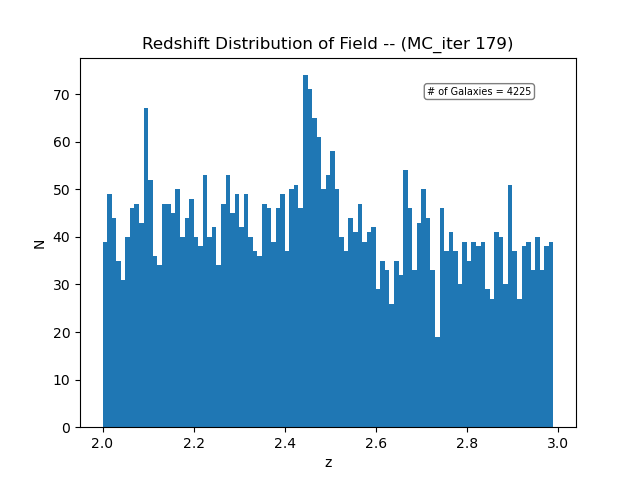 Redshift Distribution of Field -- (MC_iter 179)
# of Galaxies = 4225
70
60
50
40
30
20
10
0
N
2.0 2.2 2.4 2.6 2.8 3.0
z